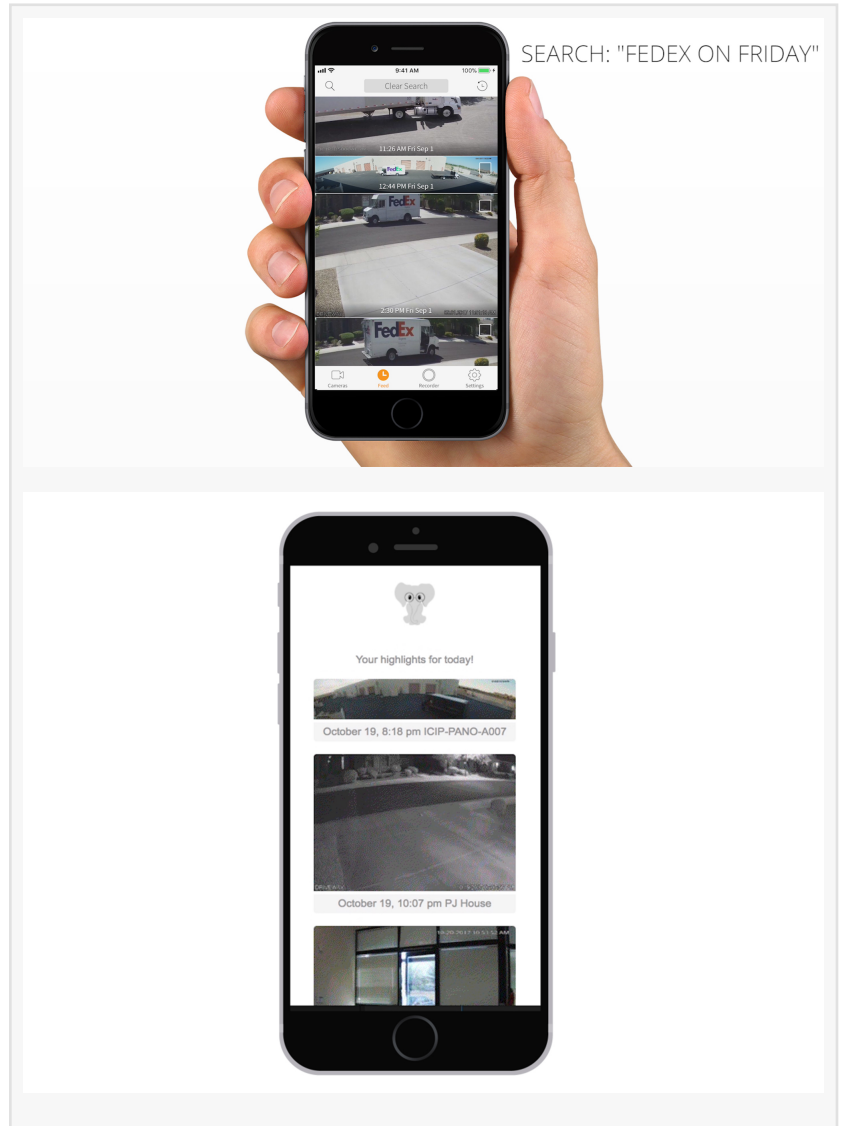 SEARCH: "FEDEX ON FRIDAY"
9:41 AM
100%
Clear Search
11:26 AM Fri Sep 1
FedEx
12:44 PM Fri Sep 1
FedEx
2:30 PM Fri Sep 1
FedEx
Cameras Feed Recorder Settings
Your highlights for today!
October 19, 8:18 pm ICIP-PANO-A007
DRIVEWAY
October 19, 10:07 pm PJ House